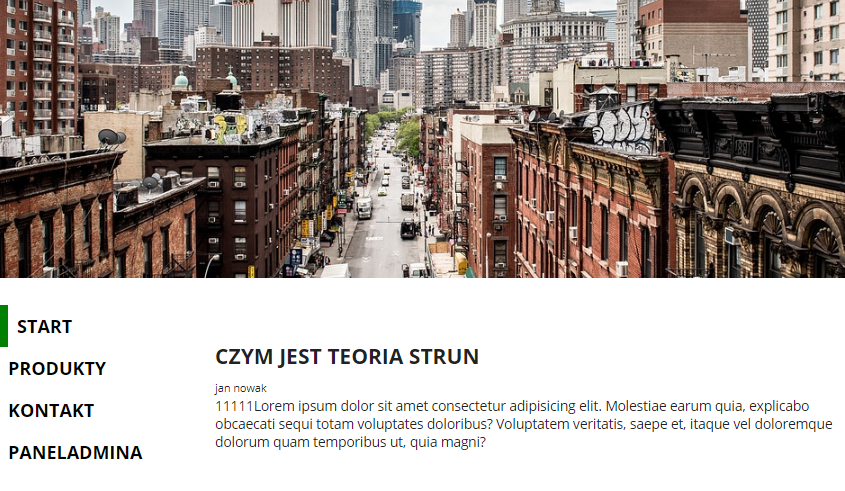 START
PRODUKTY
KONTAKT
PANELADMINA
CZYM JEST TEORIA STRUN
jan nowak
11111Lorem ipsum dolor sit amet consectetur adipisicing elit. Molestiae earum quia, explicabo
obcaecati sequi totam voluptates doloribus? Voluptatem veritatis, saepe et, itaque vel doloremque
dolorum quam temporibus ut, quia magni?